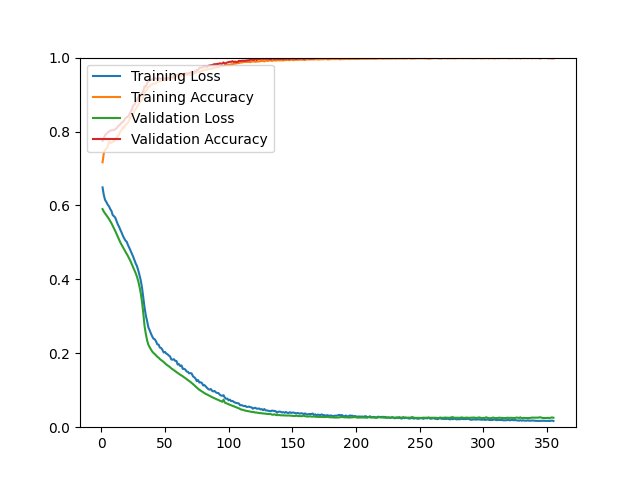 1.0
0.8
0.6
0.4
0.2
0.0
Training Loss
Training Accuracy
Validation Loss
Validation Accuracy
0 50 100 150 200 250 300 350